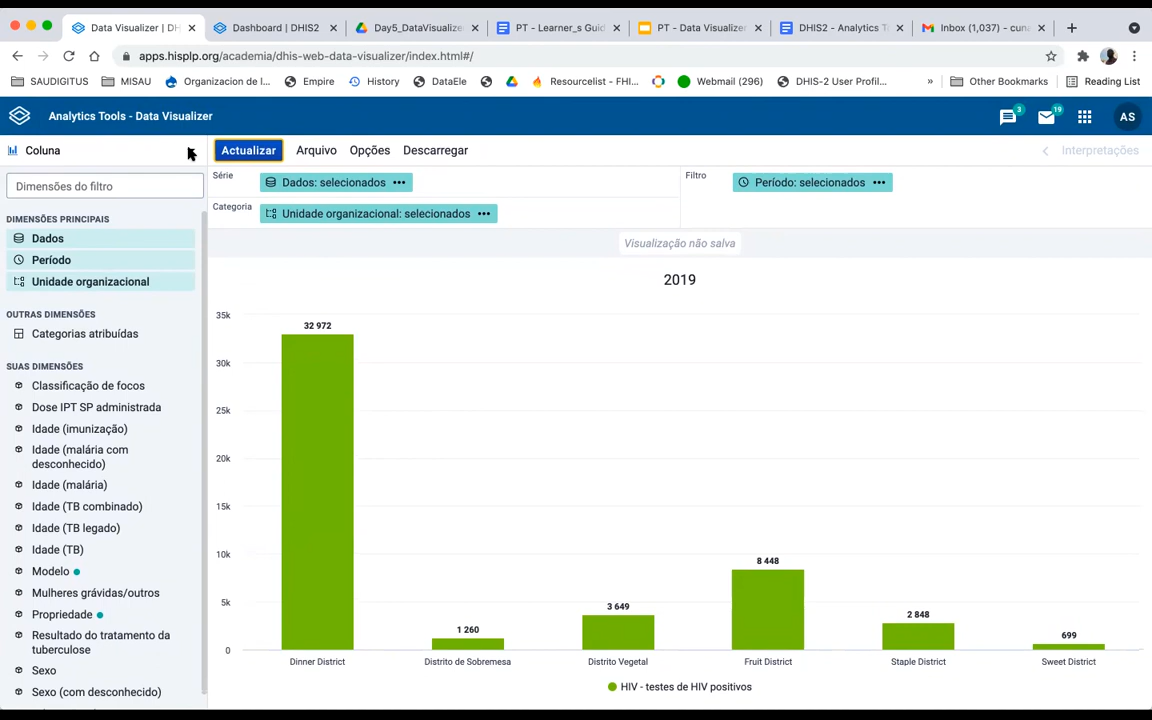 Data Visualizer | DH
Dashboard | DHIS2
Day5_DataVisualize
PT - Learner_s Guid
PT - Data Visualizer
DHIS2 - Analytics T
Inbox (1,037) - cuna
apps.hisplp.org/academia/dhis-web-data-visualizer/index.html#/
SAUDIGITUS
MISAU
Organizacion de l...
Empire
History
DataEle
Resourcelist - FHI...
Webmail (296)
DHIS-2 User Profil...
»
Other Bookmarks
Reading List
Analytics Tools - Data Visualizer
3
19
AS
Coluna
Actualizar
Arquivo
Opções
Descarregar
Interpretações
Dimensões do filtro
Série
Dados: selecionados
Filtro
Período: selecionados
Categoria
Unidade organizacional: selecionados
DIMENSÕES PRINCIPAIS
Dados
Período
Unidade organizacional
OUTRAS DIMENSÕES
Categorias atribuídas
SUAS DIMENSÕES
Classificação de focos
Dose IPT SP administrada
Idade (imunização)
Idade (malária com
desconhecido)
Idade (malária)
Idade (TB combinado)
Idade (TB legado)
Idade (TB)
Modelo
Mulheres grávidas/outros
Propriedade
Resultado do tratamento da
tuberculose
Sexo
Sexo (com desconhecido)
Visualização não salva
2019
35k
30k
25k
20k
15k
10k
5k
0
32 972
1 260
3 649
8 448
2 848
699
Dinner District
Distrito de Sobremesa
Distrito Vegetal
Fruit District
Staple District
Sweet District
HIV - testes de HIV positivos